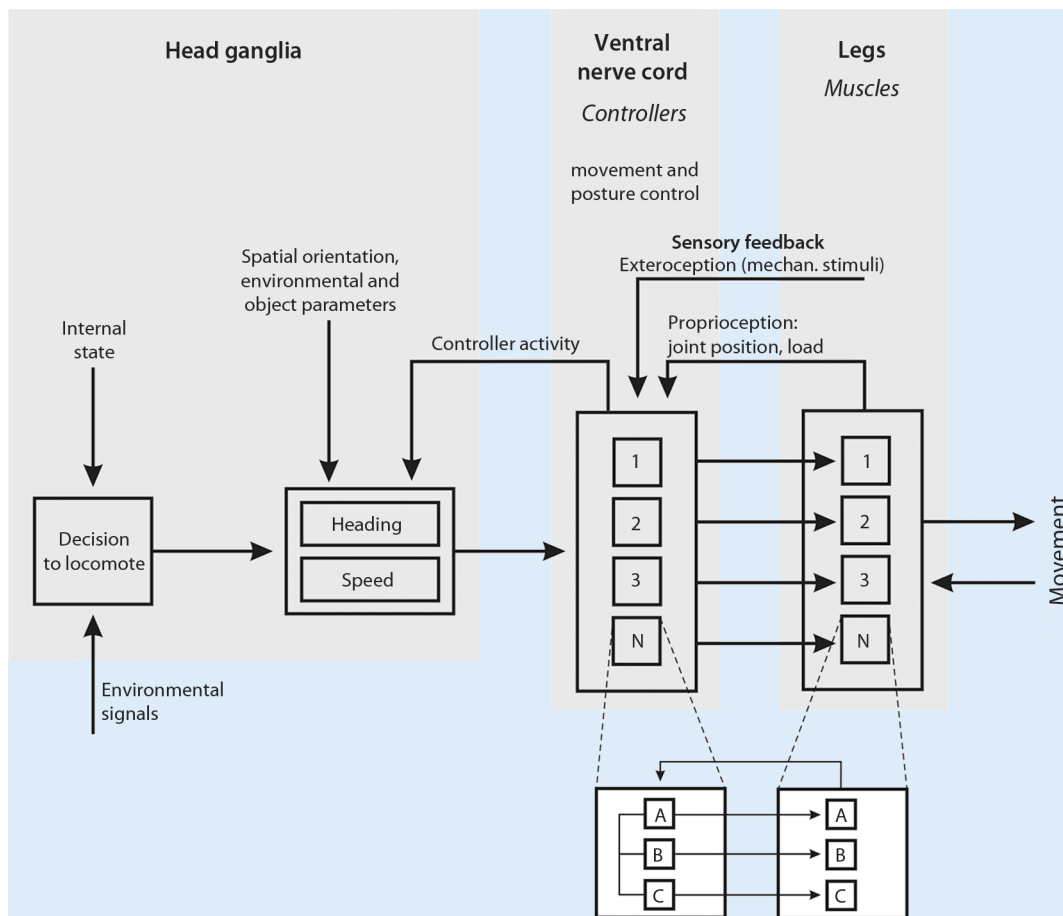 Head ganglia
Ventral
nerve cord
Controllers
movement and
posture control
Legs
Muscles
Sensory feedback
Exteroception (mechan. stimuli)
Spatial orientation,
environmental and
object parameters
Internal
state
Controller activity
Proprioception:
joint position, load
Decision
to locomote
Heading
Speed
1
2
3
N
1
2
3
N
Movement
Environmental
signals
A
B
C
A
B
C